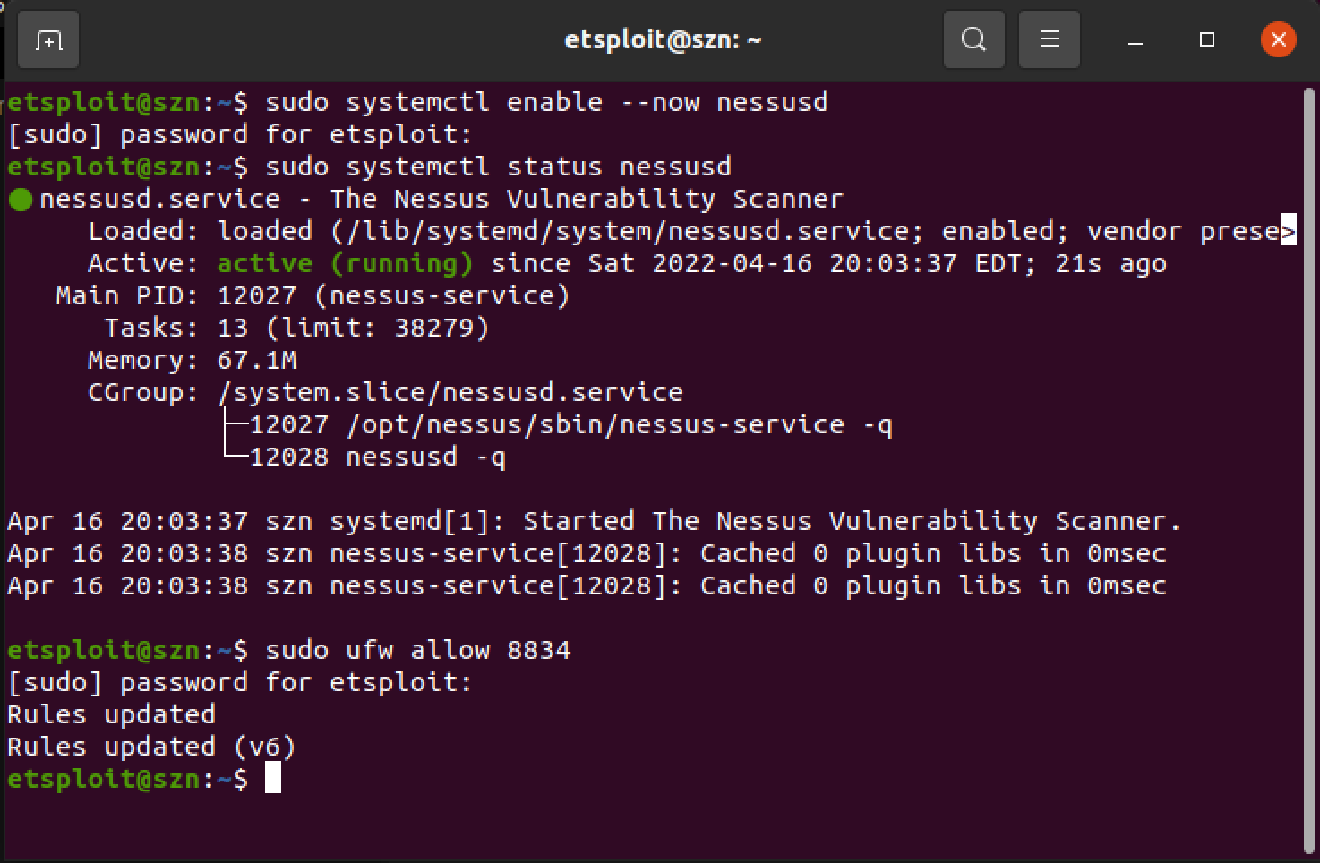 etsploit@szn: ~
etsploit@szn:~$ sudo systemctl enable --now nessusd
[sudo] password for etsploit:
etsploit@szn:~$ sudo systemctl status nessusd
● nessusd.service - The Nessus Vulnerability Scanner
     Loaded: loaded (/lib/systemd/system/nessusd.service; enabled; vendor prese>
     Active: active (running) since Sat 2022-04-16 20:03:37 EDT; 21s ago
   Main PID: 12027 (nessus-service)
      Tasks: 13 (limit: 38279)
     Memory: 67.1M
     CGroup: /system.slice/nessusd.service
             ├─12027 /opt/nessus/sbin/nessus-service -q
             └─12028 nessusd -q
Apr 16 20:03:37 szn systemd[1]: Started The Nessus Vulnerability Scanner.
Apr 16 20:03:38 szn nessus-service[12028]: Cached 0 plugin libs in 0msec
Apr 16 20:03:38 szn nessus-service[12028]: Cached 0 plugin libs in 0msec
etsploit@szn:~$ sudo ufw allow 8834
[sudo] password for etsploit:
Rules updated
Rules updated (v6)
etsploit@szn:~$